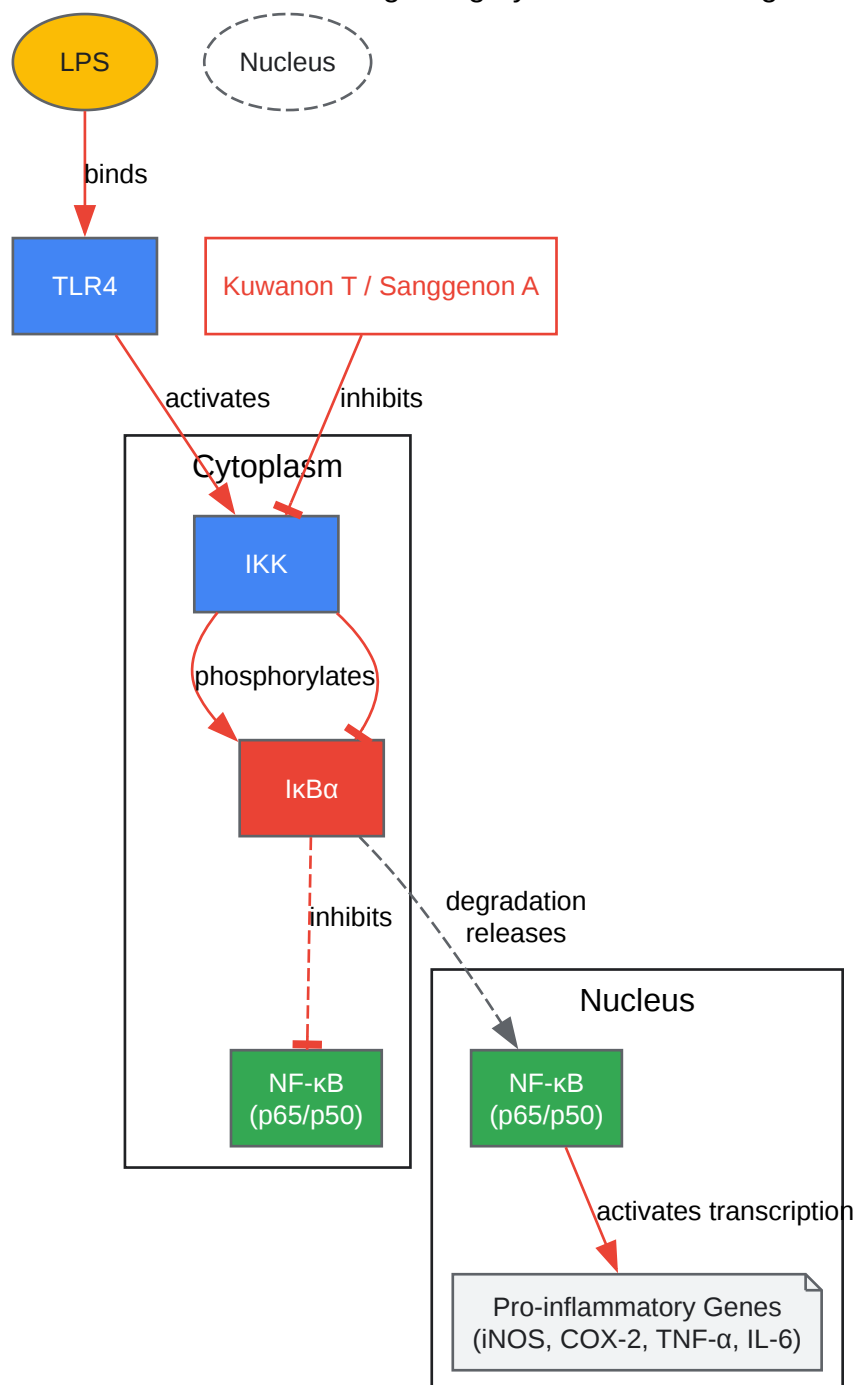 LPS
Nucleus
binds
TLR4
Kuwanon T / Sanggenon A
activates
inhibits
Cytoplasm
IKK
phosphorylates
IκBα
inhibits
degradation
releases
Nucleus
NF-κB
(p65/p50)
NF-κB
(p65/p50)
activates transcription
Pro-inflammatory Genes
(iNOS, COX-2, TNF-α, IL-6)